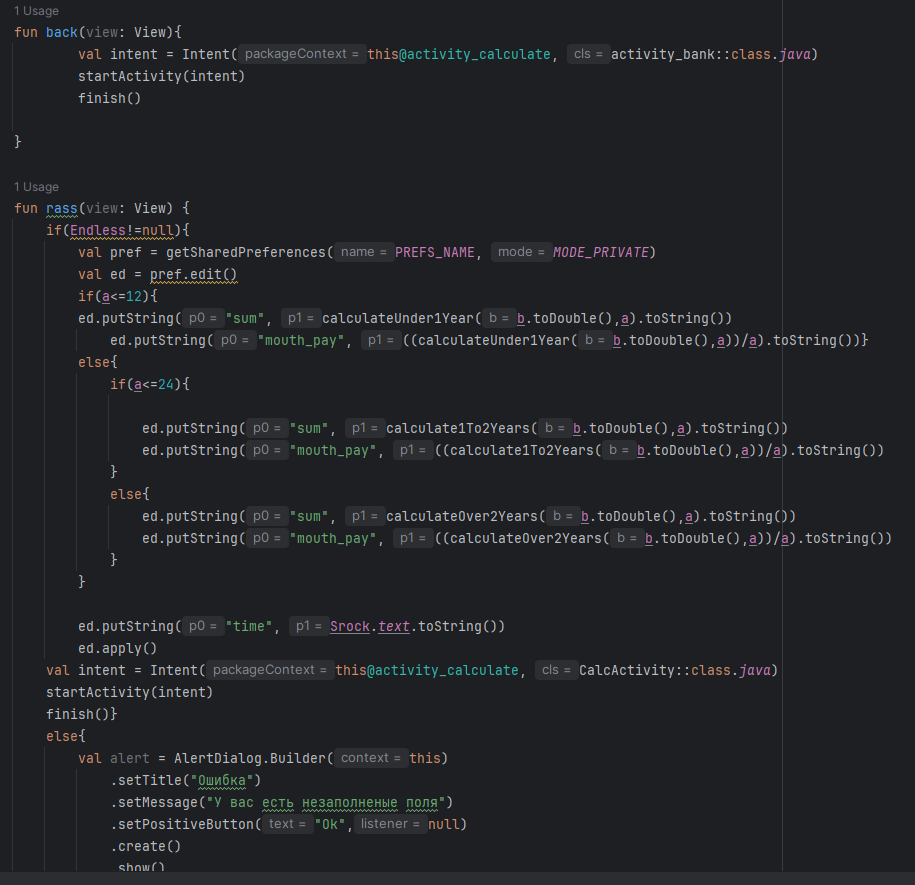 1 Usage
fun back(view: View){
val intent = Intent( packageContext = this@activity_calculate, cls = activity_bank::class.java)
startActivity(intent)
finish()
}
1 Usage
fun rass(view: View) {
if(Endless!=null){
val pref = getSharedPreferences( name = PREFS_NAME, mode = MODE_PRIVATE)
val ed = pref.edit()
if(a<=12){
ed.putString( p0 = "sum", p1 = calculateUnder1Year( b = b.toDouble(),a).toString())
ed.putString( p0 = "mouth_pay", p1 = ((calculateUnder1Year( b = b.toDouble(),a))/a).toString())}
else{
if(a<=24){
ed.putString( p0 = "sum", p1 = calculate1To2Years( b = b.toDouble(),a).toString())
ed.putString( p0 = "mouth_pay", p1 = ((calculate1To2Years( b = b.toDouble(),a))/a).toString())
}
else{
ed.putString( p0 = "sum", p1 = calculateOver2Years( b = b.toDouble(),a).toString())
ed.putString( p0 = "mouth_pay", p1 = ((calculateOver2Years( b = b.toDouble(),a))/a).toString())
}
}
ed.putString( p0 = "time", p1 = Srock.text.toString())
ed.apply()
val intent = Intent( packageContext = this@activity_calculate, cls = CalcActivity::class.java)
startActivity(intent)
finish()}
else{
val alert = AlertDialog.Builder( context = this)
.setTitle("Ошибка")
.setMessage("У вас есть незаполненые поля")
.setPositiveButton( text = "Ok", listener = null)
.create()
.show()